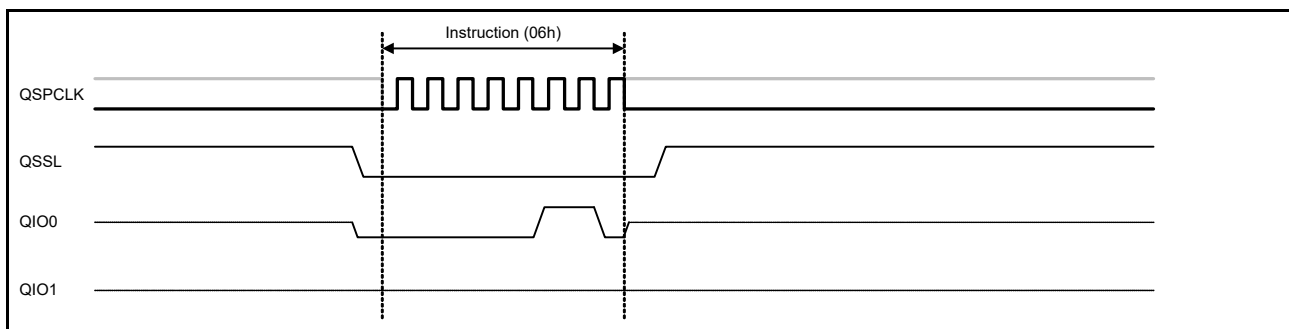 Instruction (06h)
QSPCLK
QSSL
QIO0
QIO1